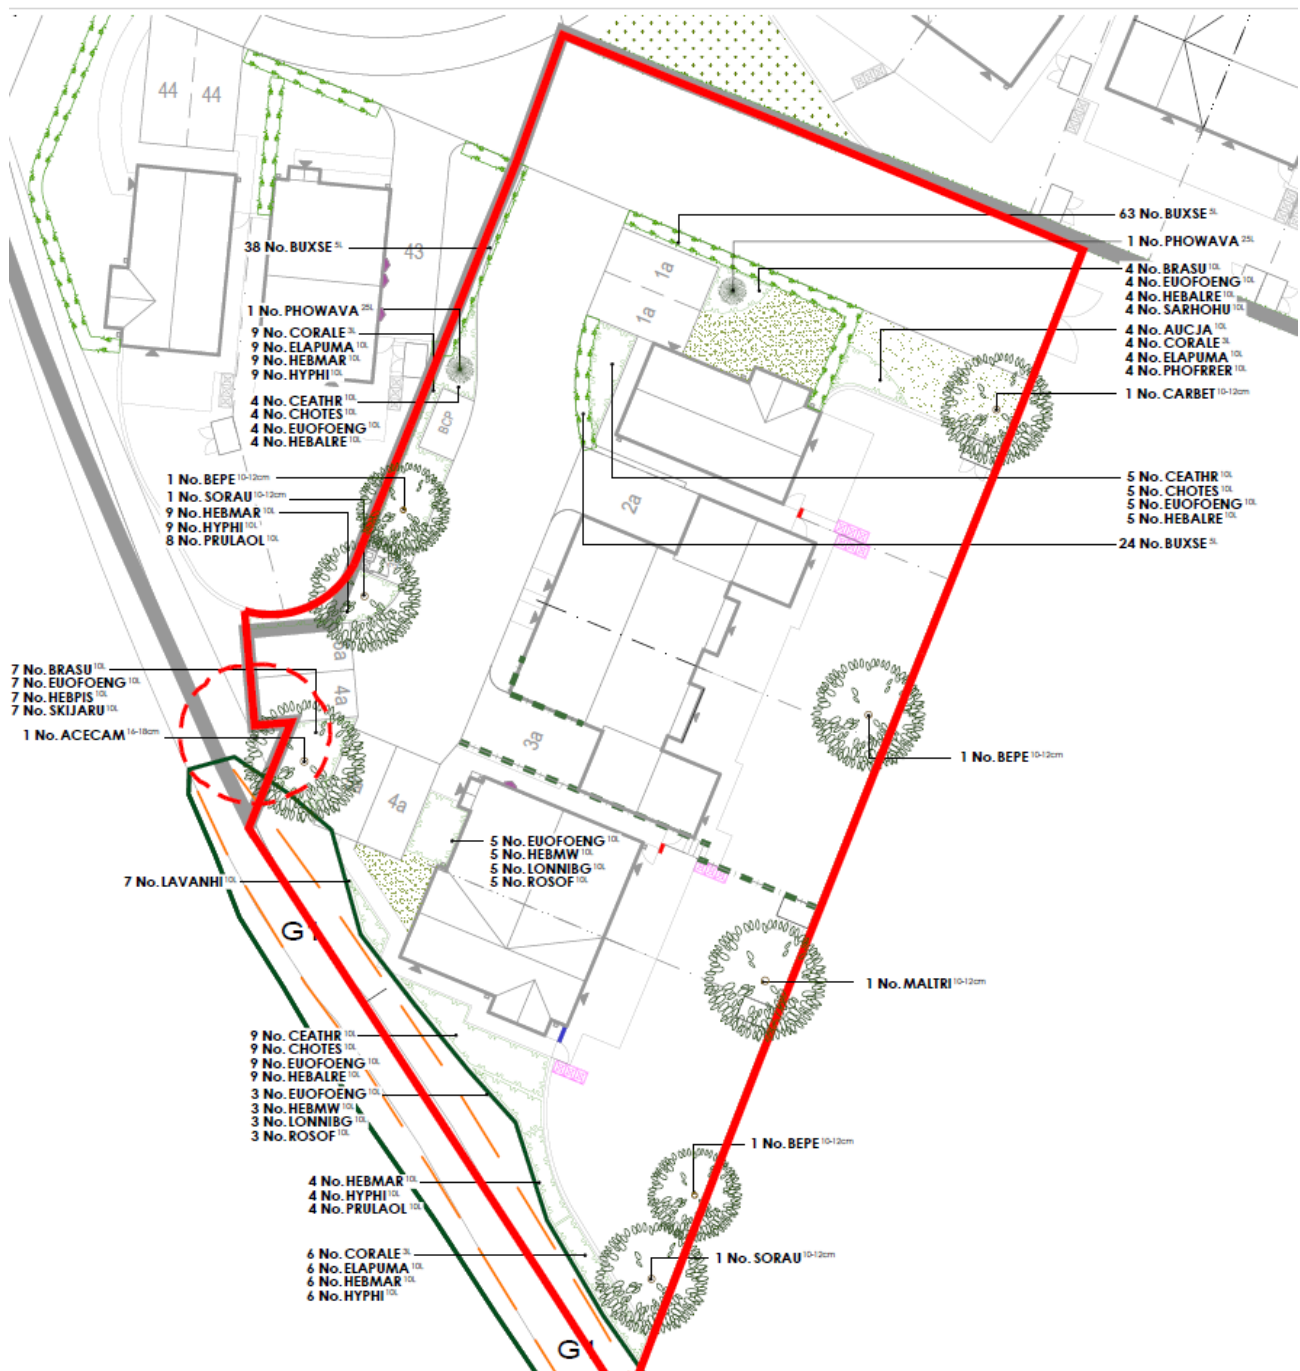 44 44
43
38 No. BUXSE 5L
1 No. PHOWAVA 25L
9 No. CORALE 3L
9 No. ELAPUMA 10L
9 No. HEBMAR 10L
9 No. HYPHI 10L
4 No. CEATHR 10L
4 No. CHOTES 10L
4 No. EUOFOENG 10L
4 No. HEBALRE 10L
BCP
1a
1a
63 No. BUXSE 5L
1 No. PHOWAVA 25L
4 No. BRASU 10L
4 No. EUOFOENG 10L
4 No. HEBALRE 10L
4 No. SARHOHU 10L
4 No. AUCJA 10L
4 No. CORALE 3L
4 No. ELAPUMA 10L
4 No. PHOFRRER 10L
1 No. CARBET 10-12cm
5 No. CEATHR 10L
5 No. CHOTES 10L
5 No. EUOFOENG 10L
5 No. HEBALRE 10L
24 No. BUXSE 5L
1 No. BEPE 10-12cm
1 No. SORAU 10-12cm
9 No. HEBMAR 10L
9 No. HYPHI 10L
8 No. PRULAOL 10L
2a
4a
7 No. BRASU 10L
7 No. EUOFOENG 10L
7 No. HEBPIS 10L
7 No. SKIJARU 10L
1 No. ACECAM 16-18cm
3a
1 No. BEPE 10-12cm
4a
5 No. EUOFOENG 10L
5 No. HEBMW 10L
5 No. LONNIBG 10L
5 No. ROSOF 10L
7 No. LAVANHI 10L
G1
1 No. MALTRI 10-12cm
9 No. CEATHR 10L
9 No. CHOTES 10L
9 No. EUOFOENG 10L
9 No. HEBALRE 10L
3 No. EUOFOENG 10L
3 No. HEBMW 10L
3 No. LONNIBG 10L
3 No. ROSOF 10L
1 No. BEPE 10-12cm
4 No. HEBMAR 10L
4 No. HYPHI 10L
4 No. PRULAOL 10L
6 No. CORALE 3L
6 No. ELAPUMA 10L
6 No. HEBMAR 10L
6 No. HYPHI 10L
1 No. SORAU 10-12cm
G1